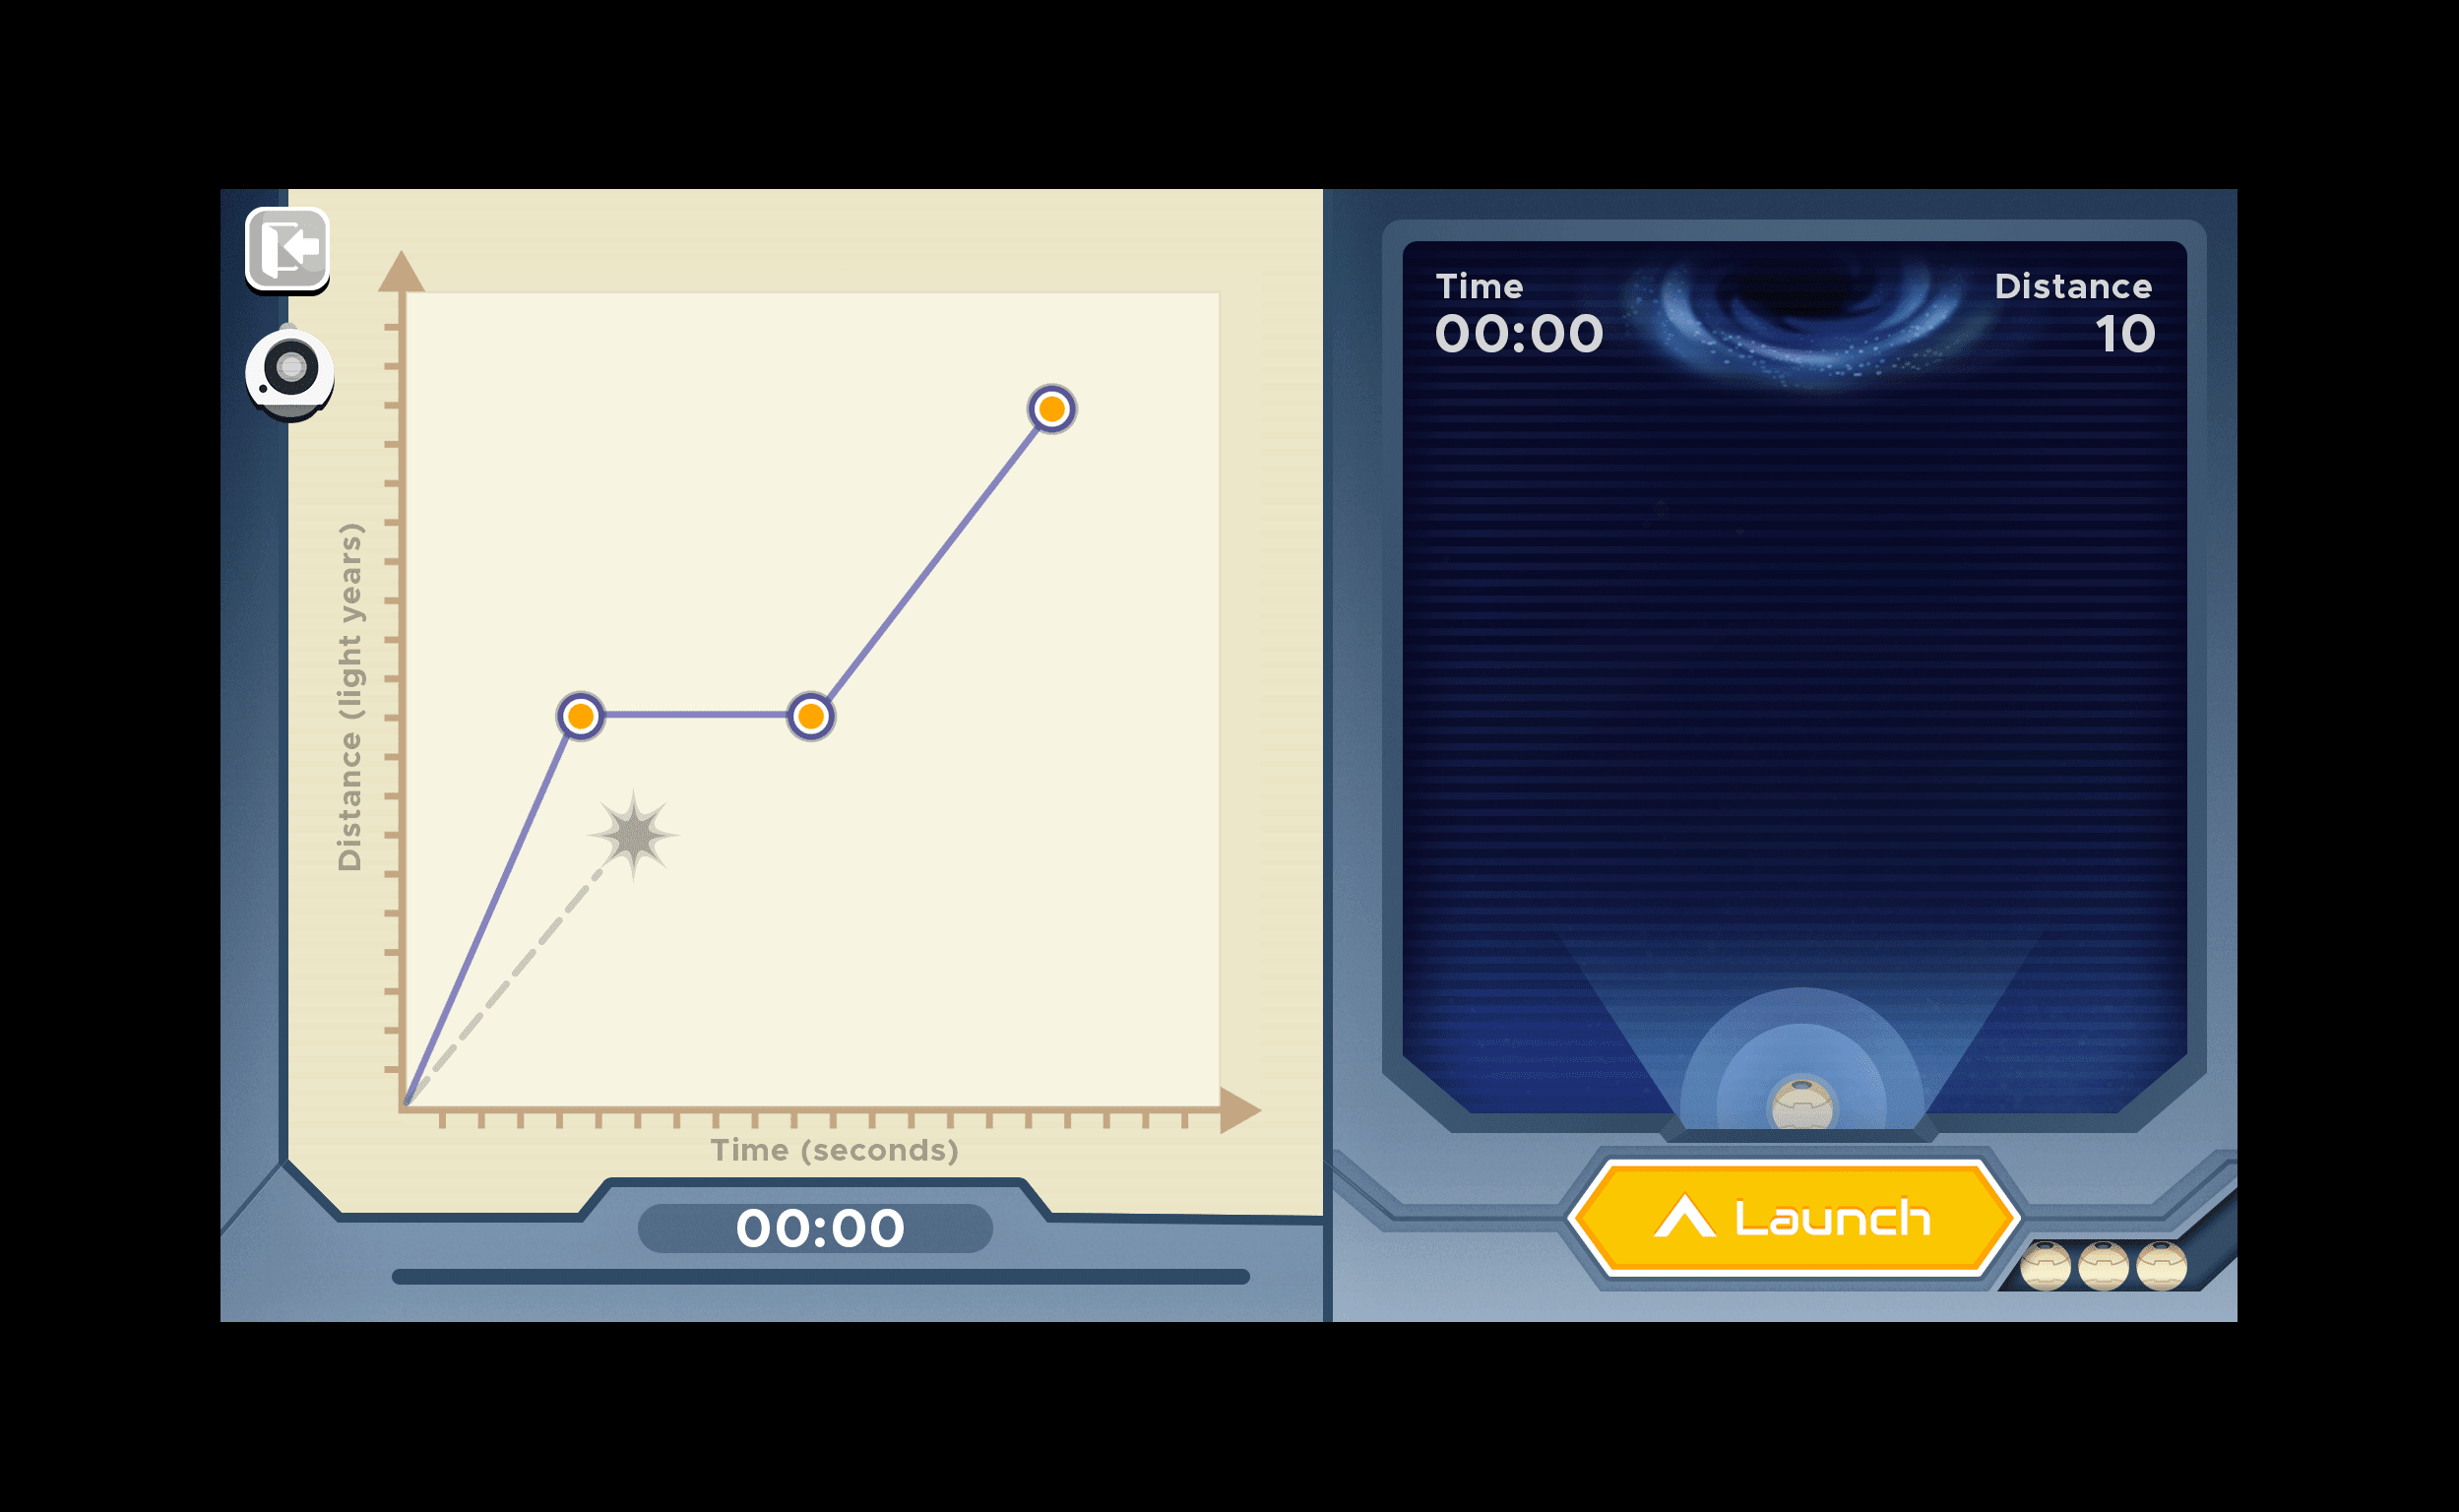 Distance (light years)
Time (seconds)
00:00
Time
00:00
Distance
10
Launch